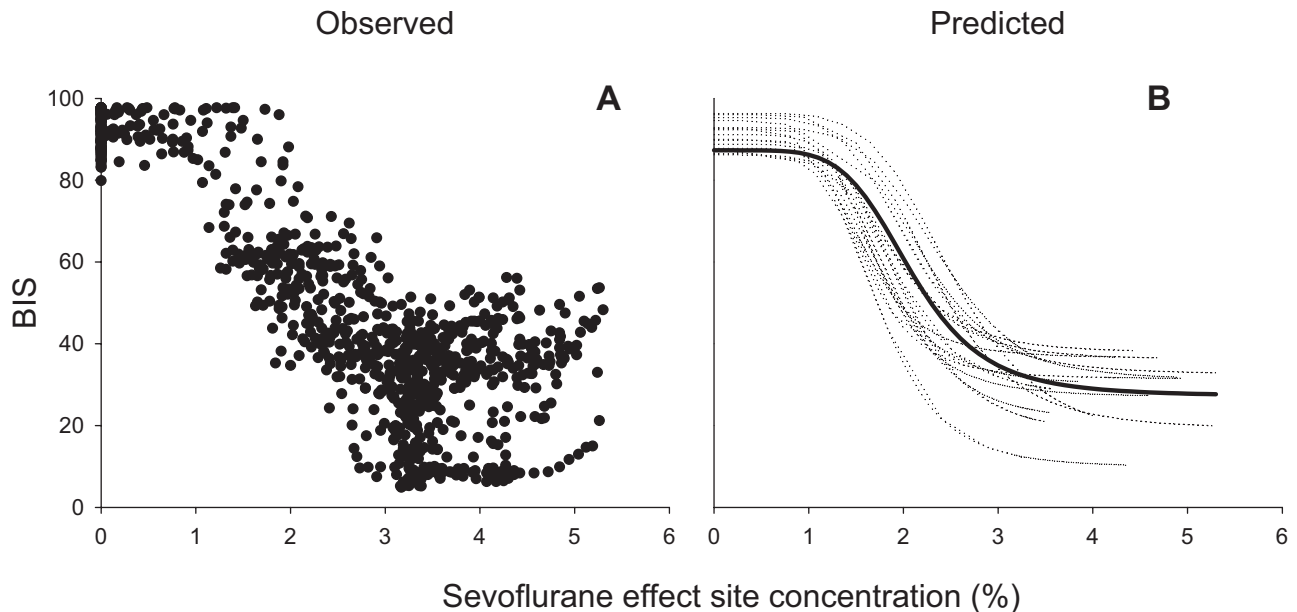 Observed
Predicted
A
B
100
80
60
40
20
0
BIS
0 1 2 3 4 5 6
0 1 2 3 4 5 6
Sevoflurane effect site concentration (%)